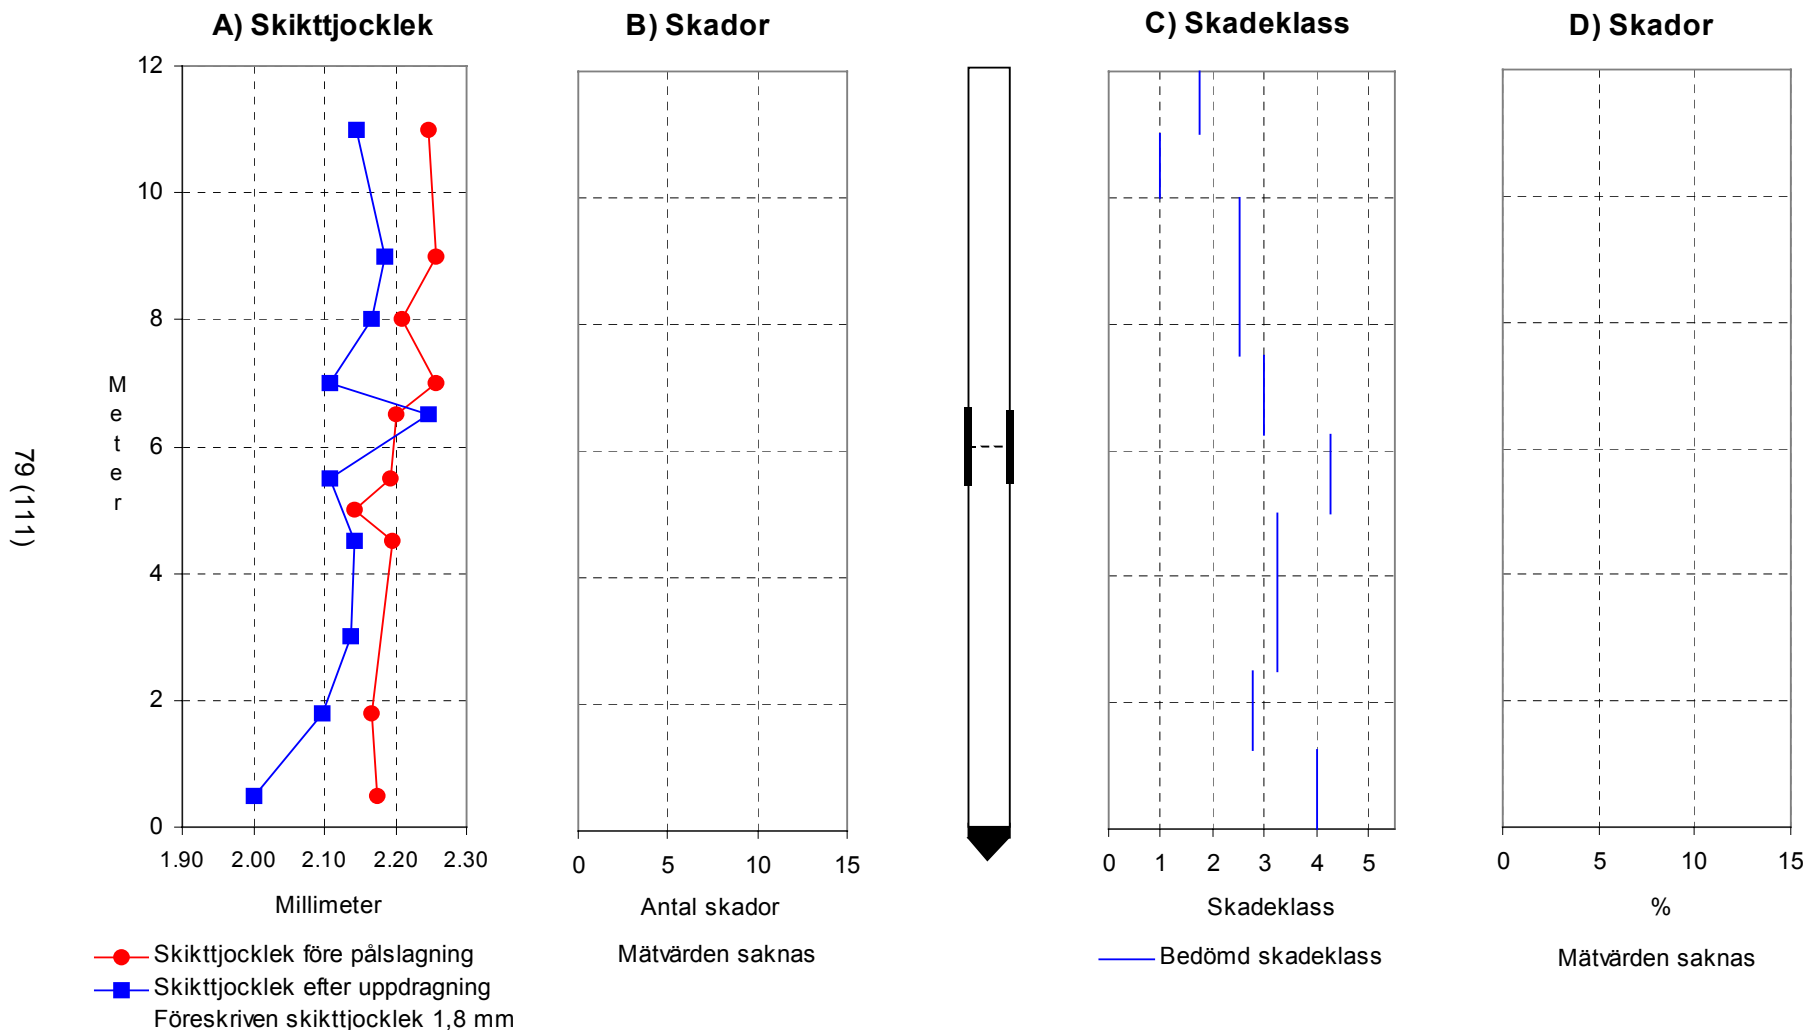 A) Skikttjocklek
B) Skador
C) Skadeklass
D) Skador
12
10
8
6
4
2
0
Meter
1.90 2.00 2.10 2.20 2.30
Millimeter
0 5 10 15
Antal skador
Mätvärden saknas
0 1 2 3 4 5
Skadeklass
Bedömd skadeklass
0 5 10 15
%
Mätvärden saknas
Skikttjocklek före pålslagning
Skikttjocklek efter uppdragning
Föreskriven skikttjocklek 1,8 mm
79 (111)